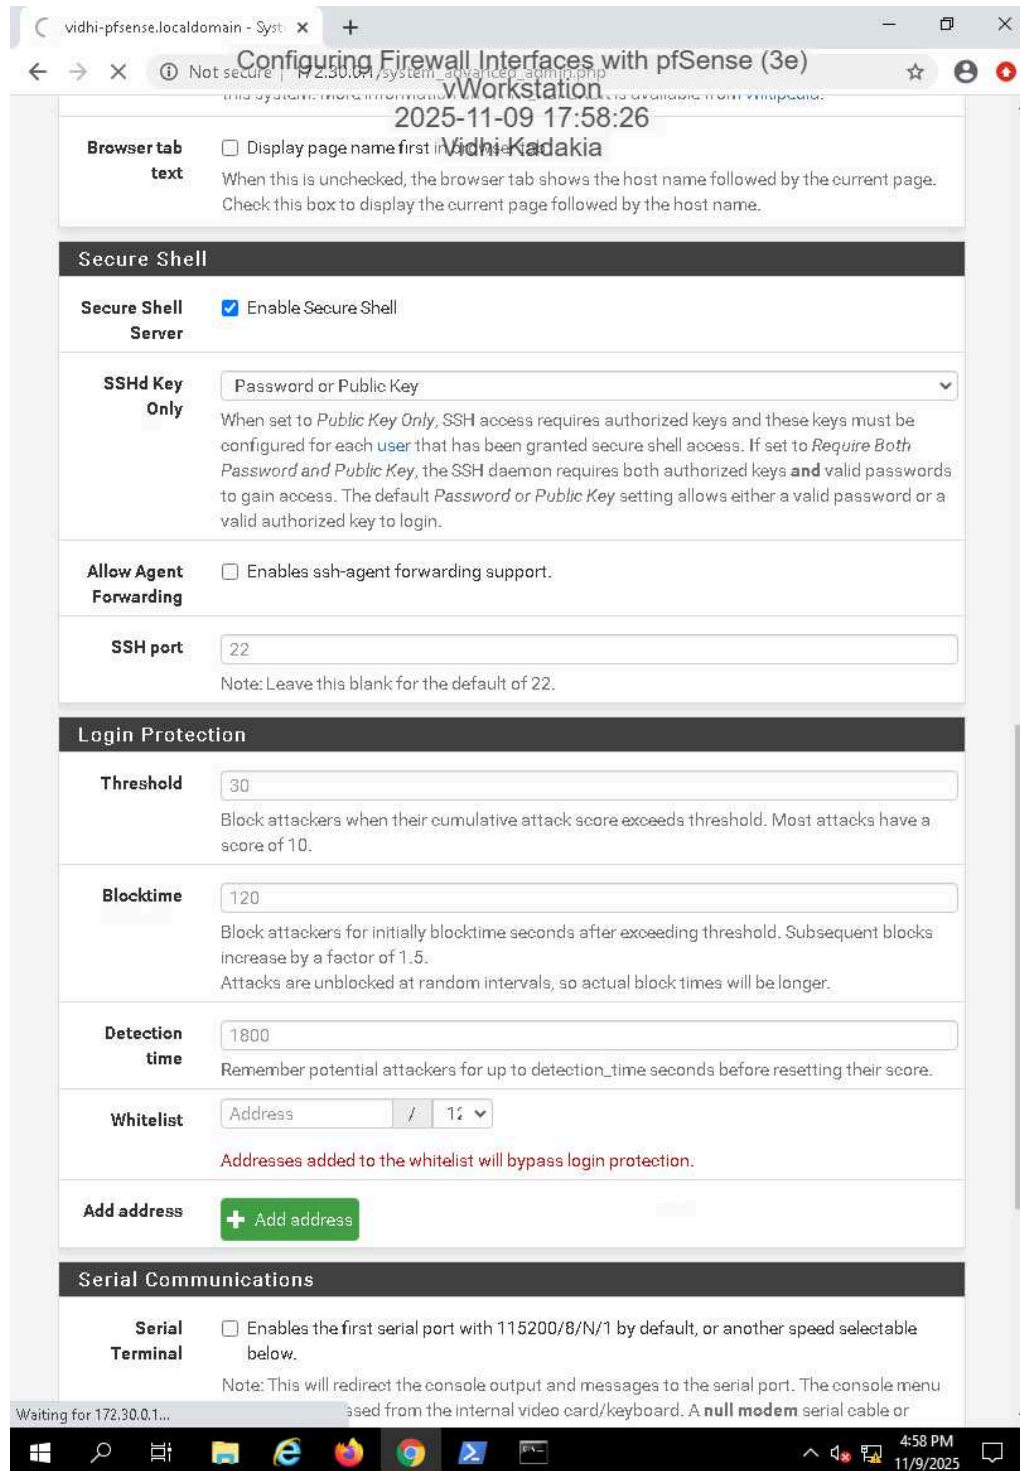 vidhi-pfsense.localdomain - Syst
Configuring Firewall Interfaces with pfSense (3e)
Not secure | 172.30.0.1/system_advanced_admin.php
vWorkstation
2025-11-09 17:58:26
Vidhi Kadakia
Browser tab text
Display page name first in browser tab
When this is unchecked, the browser tab shows the host name followed by the current page.
Check this box to display the current page followed by the host name.
Secure Shell
Secure Shell Server
Enable Secure Shell
SSHd Key Only
Password or Public Key
When set to Public Key Only, SSH access requires authorized keys and these keys must be
configured for each user that has been granted secure shell access. If set to Require Both
Password and Public Key, the SSH daemon requires both authorized keys and valid passwords
to gain access. The default Password or Public Key setting allows either a valid password or a
valid authorized key to login.
Allow Agent Forwarding
Enables ssh-agent forwarding support.
SSH port
22
Note: Leave this blank for the default of 22.
Login Protection
Threshold
30
Block attackers when their cumulative attack score exceeds threshold. Most attacks have a
score of 10.
Blocktime
120
Block attackers for initially blocktime seconds after exceeding threshold. Subsequent blocks
increase by a factor of 1.5.
Attacks are unblocked at random intervals, so actual block times will be longer.
Detection time
1800
Remember potential attackers for up to detection_time seconds before resetting their score.
Whitelist
Address
/
Addresses added to the whitelist will bypass login protection.
Add address
Add address
Serial Communications
Serial Terminal
Enables the first serial port with 115200/8/N/1 by default, or another speed selectable
below.
Note: This will redirect the console output and messages to the serial port. The console menu
Waiting for 172.30.0.1...
from the internal video card/keyboard. A null modem serial cable or
4:58 PM
11/9/2025